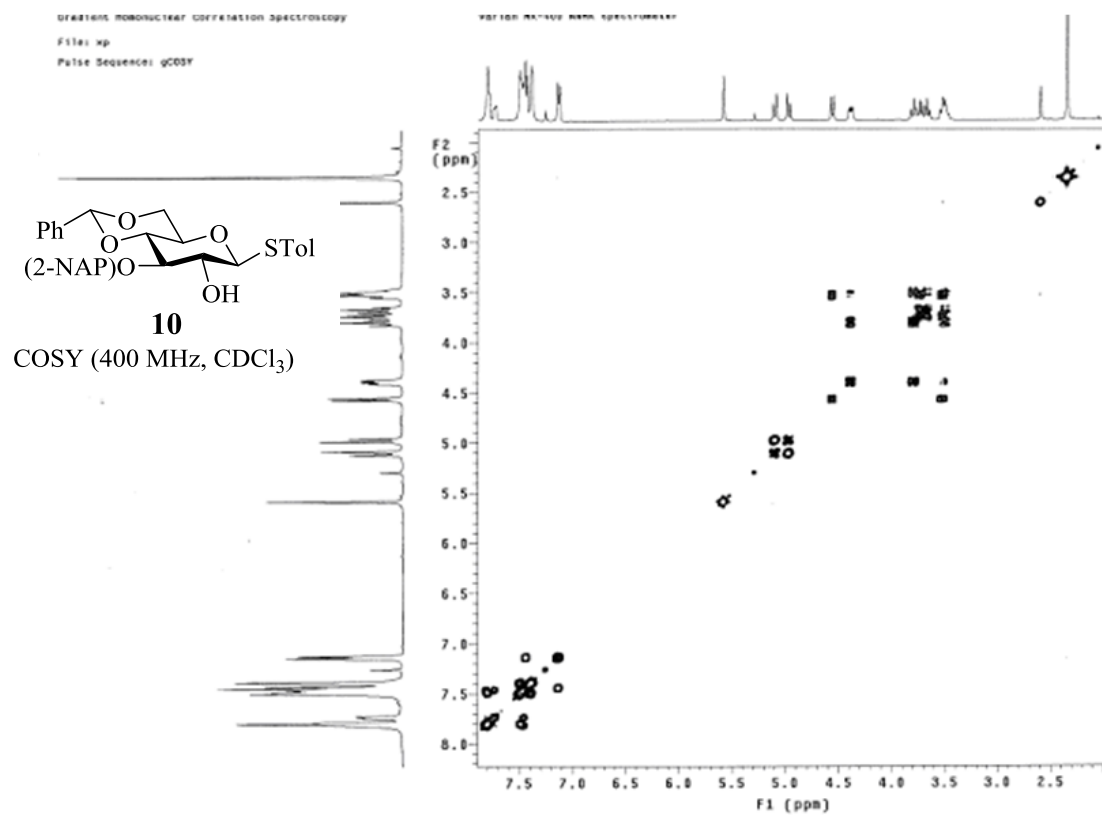 Gradient Homonuclear Correlation Spectroscopy
File: xp
Pulse Sequence: gCOSY
Ph
O
O
O
STol
(2-NAP)O
OH
10
COSY (400 MHz, CDCl₃)
F2
(ppm)
2.5
3.0
3.5
4.0
4.5
5.0
5.5
6.0
6.5
7.0
7.5
8.0
7.5 7.0 6.5 6.0 5.5 5.0 4.5 4.0 3.5 3.0 2.5
F1 (ppm)